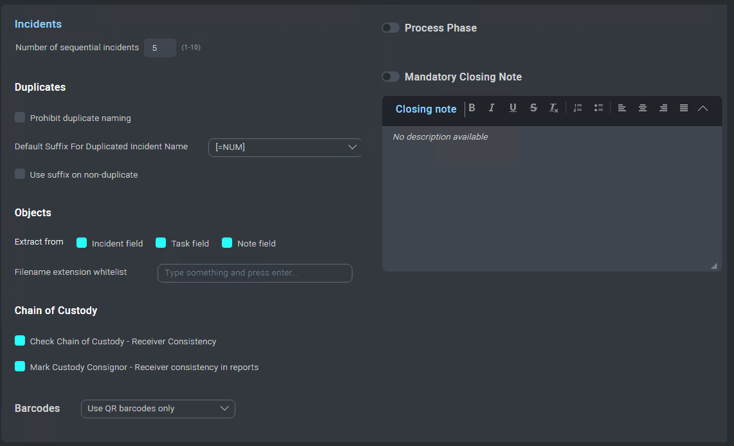 Incidents
Number of sequential incidents 5 (1-10)
Duplicates
Prohibit duplicate naming
Default Suffix For Duplicated Incident Name [=NUM]
Use suffix on non-duplicate
Objects
Extract from Incident field Task field Note field
Filename extension whitelist Type something and press enter...
Chain of Custody
Check Chain of Custody - Receiver Consistency
Mark Custody Consignor - Receiver consistency in reports
Barcodes Use QR barcodes only
Process Phase
Mandatory Closing Note
Closing note B I U S Tx
No description available